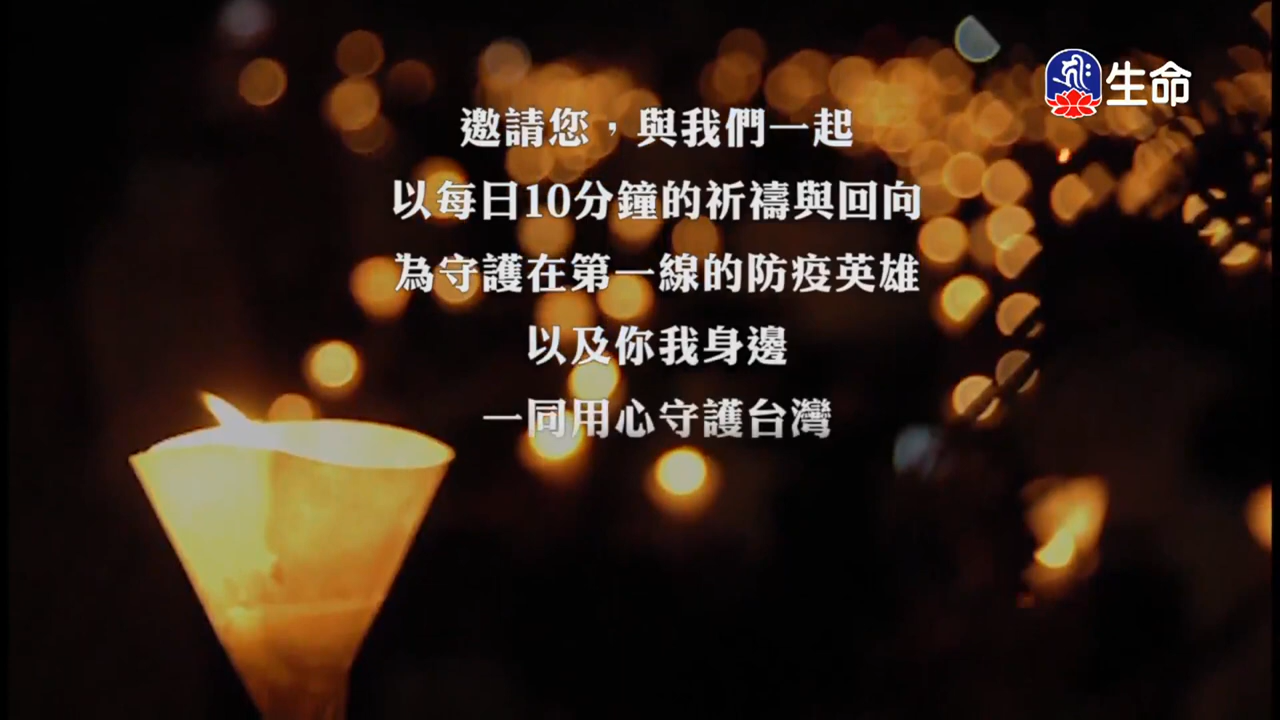 生命
邀請您，與我們一起
以每日10分鐘的祈禱與回向
為守護在第一線的防疫英雄
以及你我身邊
一同用心守護台灣